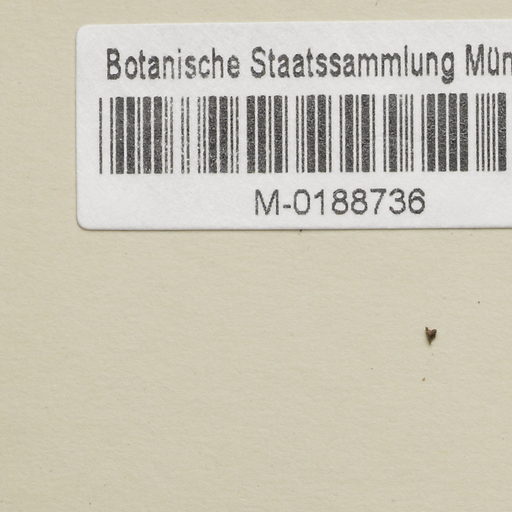 Botanische Staatssammlung Mün
M-0188736